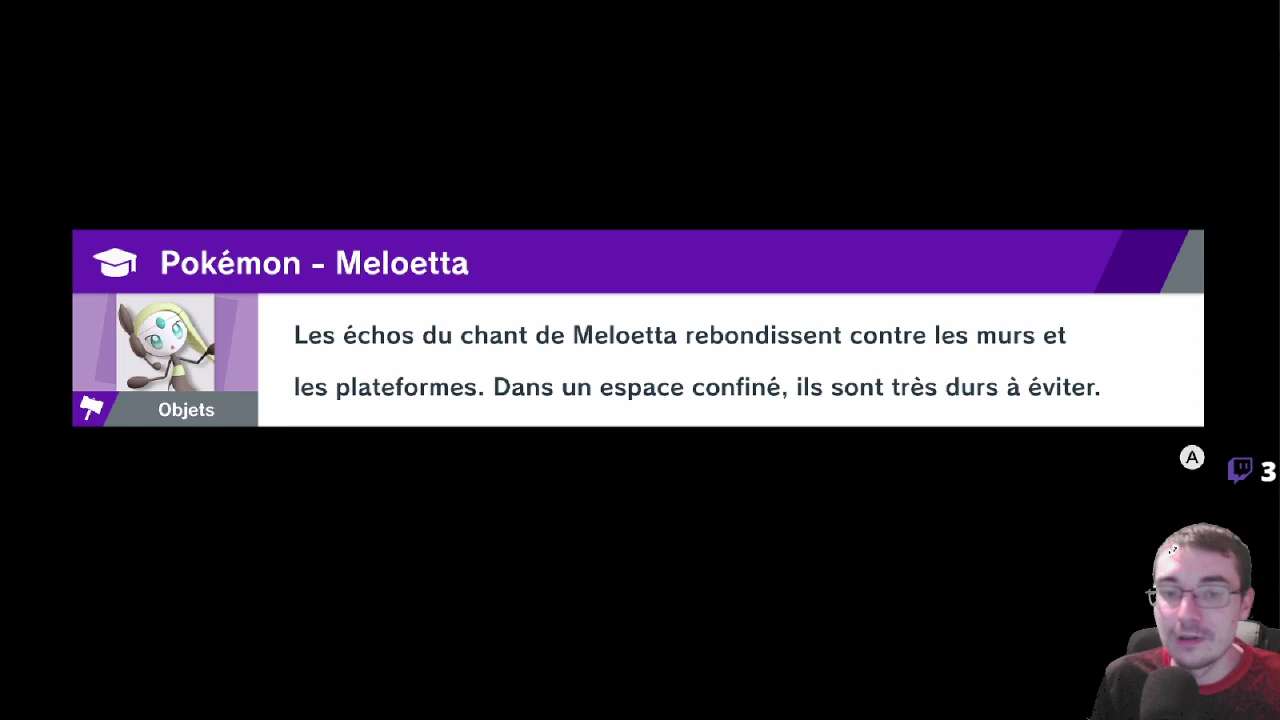 Pokémon - Meloetta
Les échos du chant de Meloetta rebondissent contre les murs et
les plateformes. Dans un espace confiné, ils sont très durs à éviter.
Objets
A
3